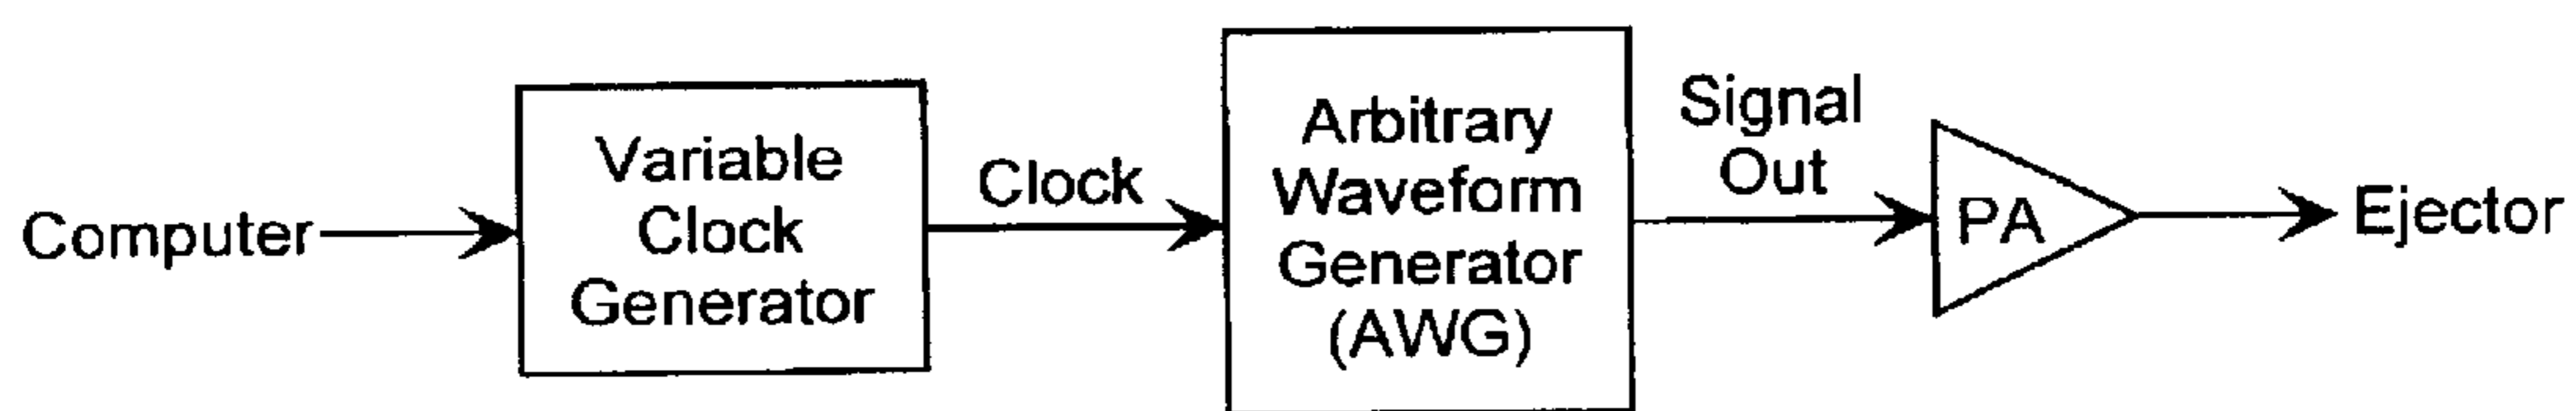 Computer
Variable
Clock
Generator
Clock
Arbitrary
Waveform
Generator
(AWG)
Signal
Out
PA
Ejector